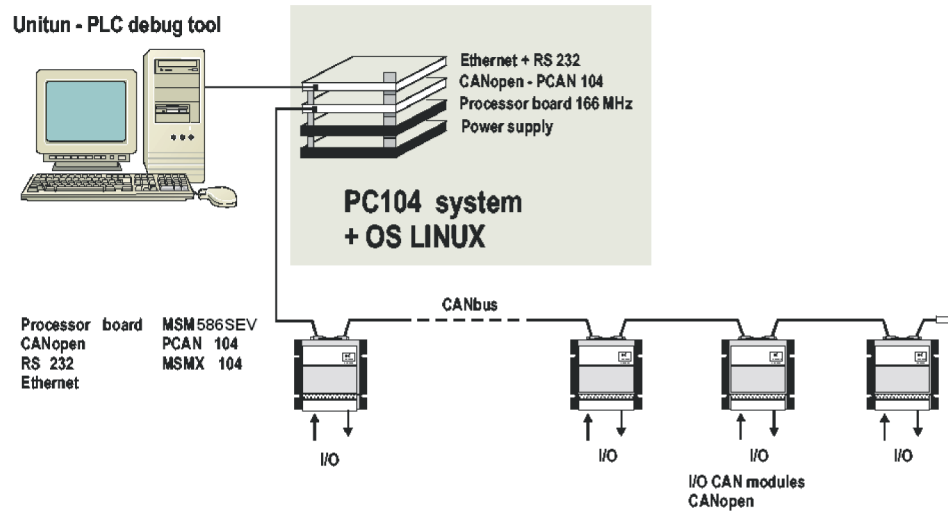 Unitun - PLC debug tool
Ethernet + RS 232
CANopen - PCAN 104
Processor board 166 MHz
Power supply
PC104 system
+ OS LINUX
CANbus
Processor board MSM586SEV
CANopen PCAN 104
RS 232 MSMX 104
Ethernet
I/O
I/O
I/O
I/O
I/O CAN modules
CANopen